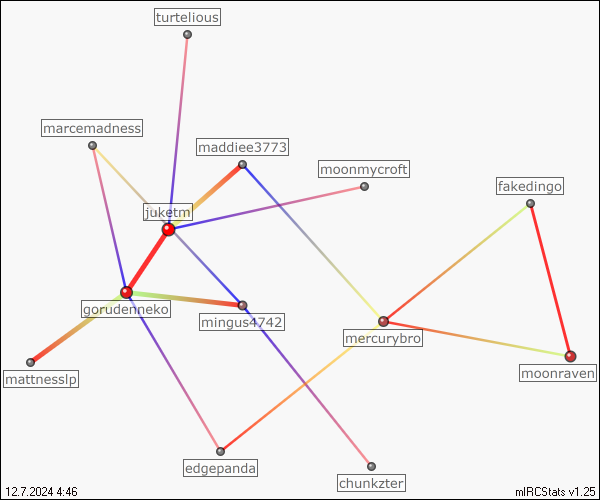 turtelious
marcemadness
maddiee3773
moonmycroft
fakedingo
juketm
gorudenneko
mingus4742
mercurybro
moonraven
mattnesslp
edgepanda
chunkzter
12.7.2024 4:46
mIRCStats v1.25